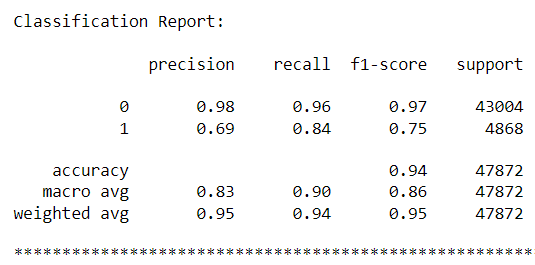 Classification Report:
precision recall f1-score support
0 0.98 0.96 0.97 43004
1 0.69 0.84 0.75 4868
accuracy 0.94 47872
macro avg 0.83 0.90 0.86 47872
weighted avg 0.95 0.94 0.95 47872
*******************************************************